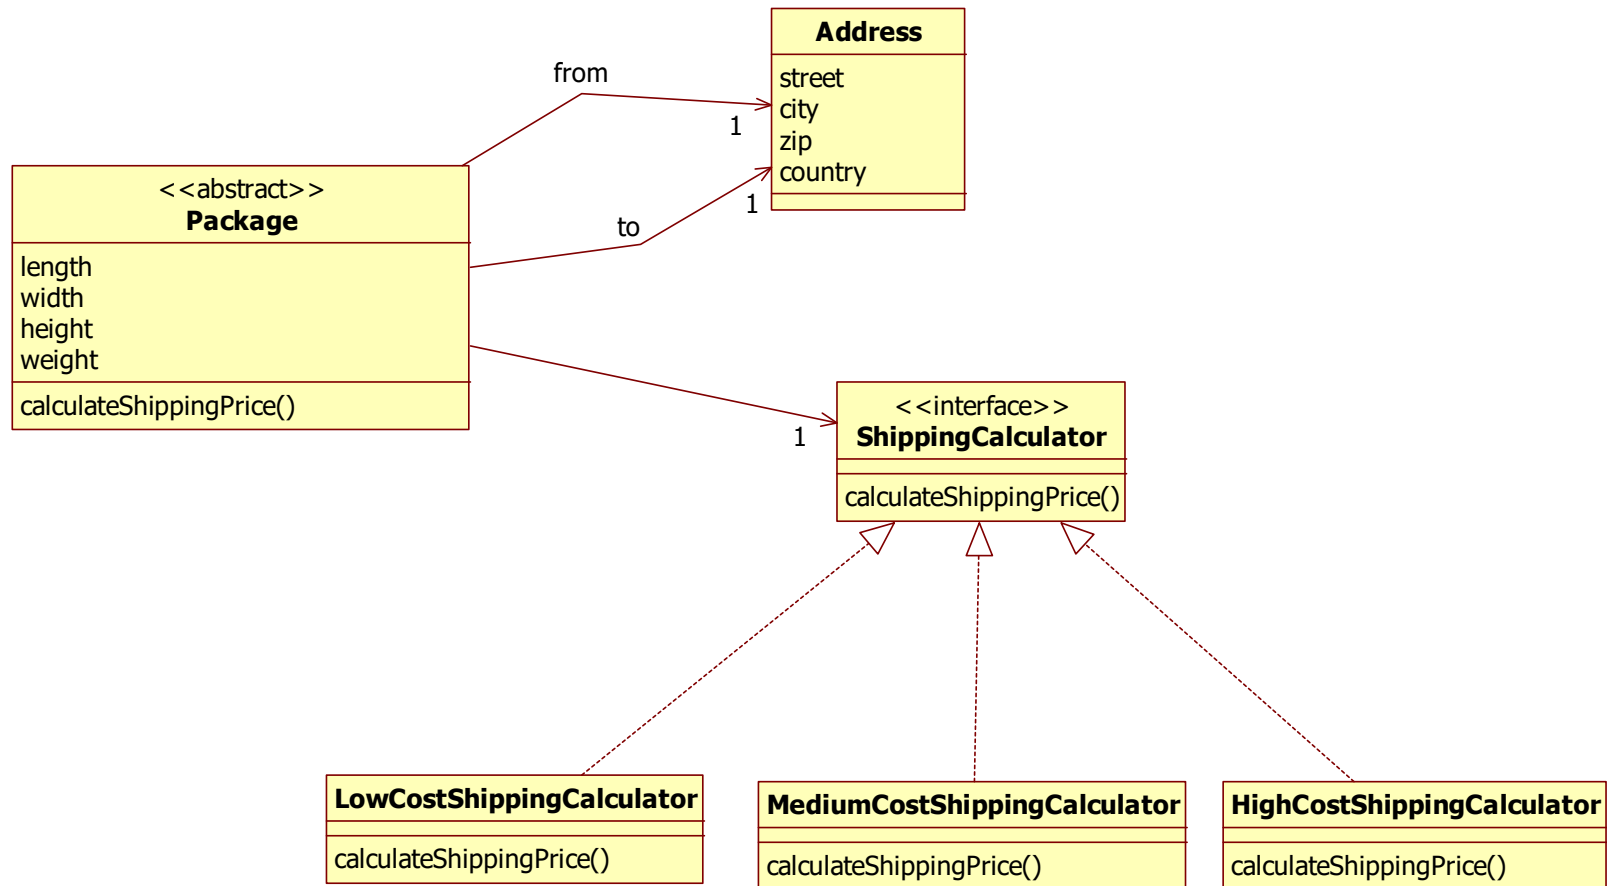 Address
street
city
zip
country
from
1
to
1
<<abstract>>
Package
length
width
height
weight
calculateShippingPrice()
1
<<interface>>
ShippingCalculator
calculateShippingPrice()
LowCostShippingCalculator
calculateShippingPrice()
MediumCostShippingCalculator
calculateShippingPrice()
HighCostShippingCalculator
calculateShippingPrice()